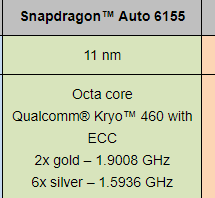 Snapdragon™ Auto 6155
11 nm
Octa core
Qualcomm® Kryo™ 460 with
ECC
2x gold – 1.9008 GHz
6x silver – 1.5936 GHz